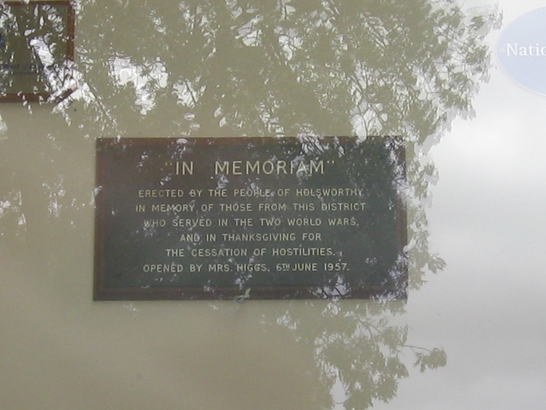 "IN MEMORIAM"
ERECTED BY THE PEOPLE OF HOLSWORTHY
IN MEMORY OF THOSE FROM THIS DISTRICT
WHO SERVED IN THE TWO WORLD WARS,
AND IN THANKSGIVING FOR
THE CESSATION OF HOSTILITIES.
OPENED BY MRS. HIGGS, 6TH JUNE 1957.
Natio